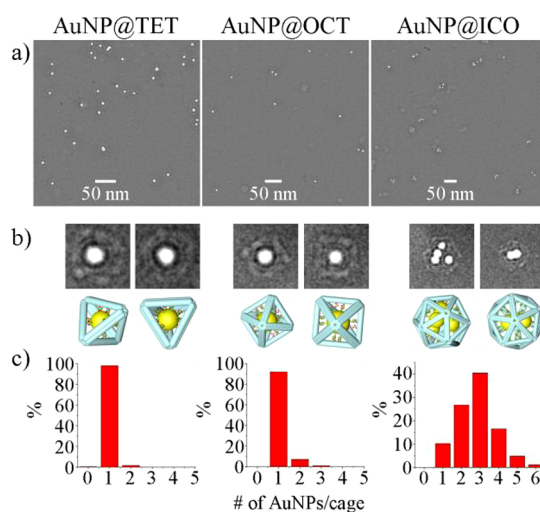 AuNP@TET AuNP@OCT AuNP@ICO
a)
50 nm 50 nm 50 nm
b)
c)
100 100
80 80 40
60 60 30
40 40 20
20 20 10
0 0 0
% % %
0 1 2 3 4 5 0 1 2 3 4 5 0 1 2 3 4 5 6
# of AuNPs/cage